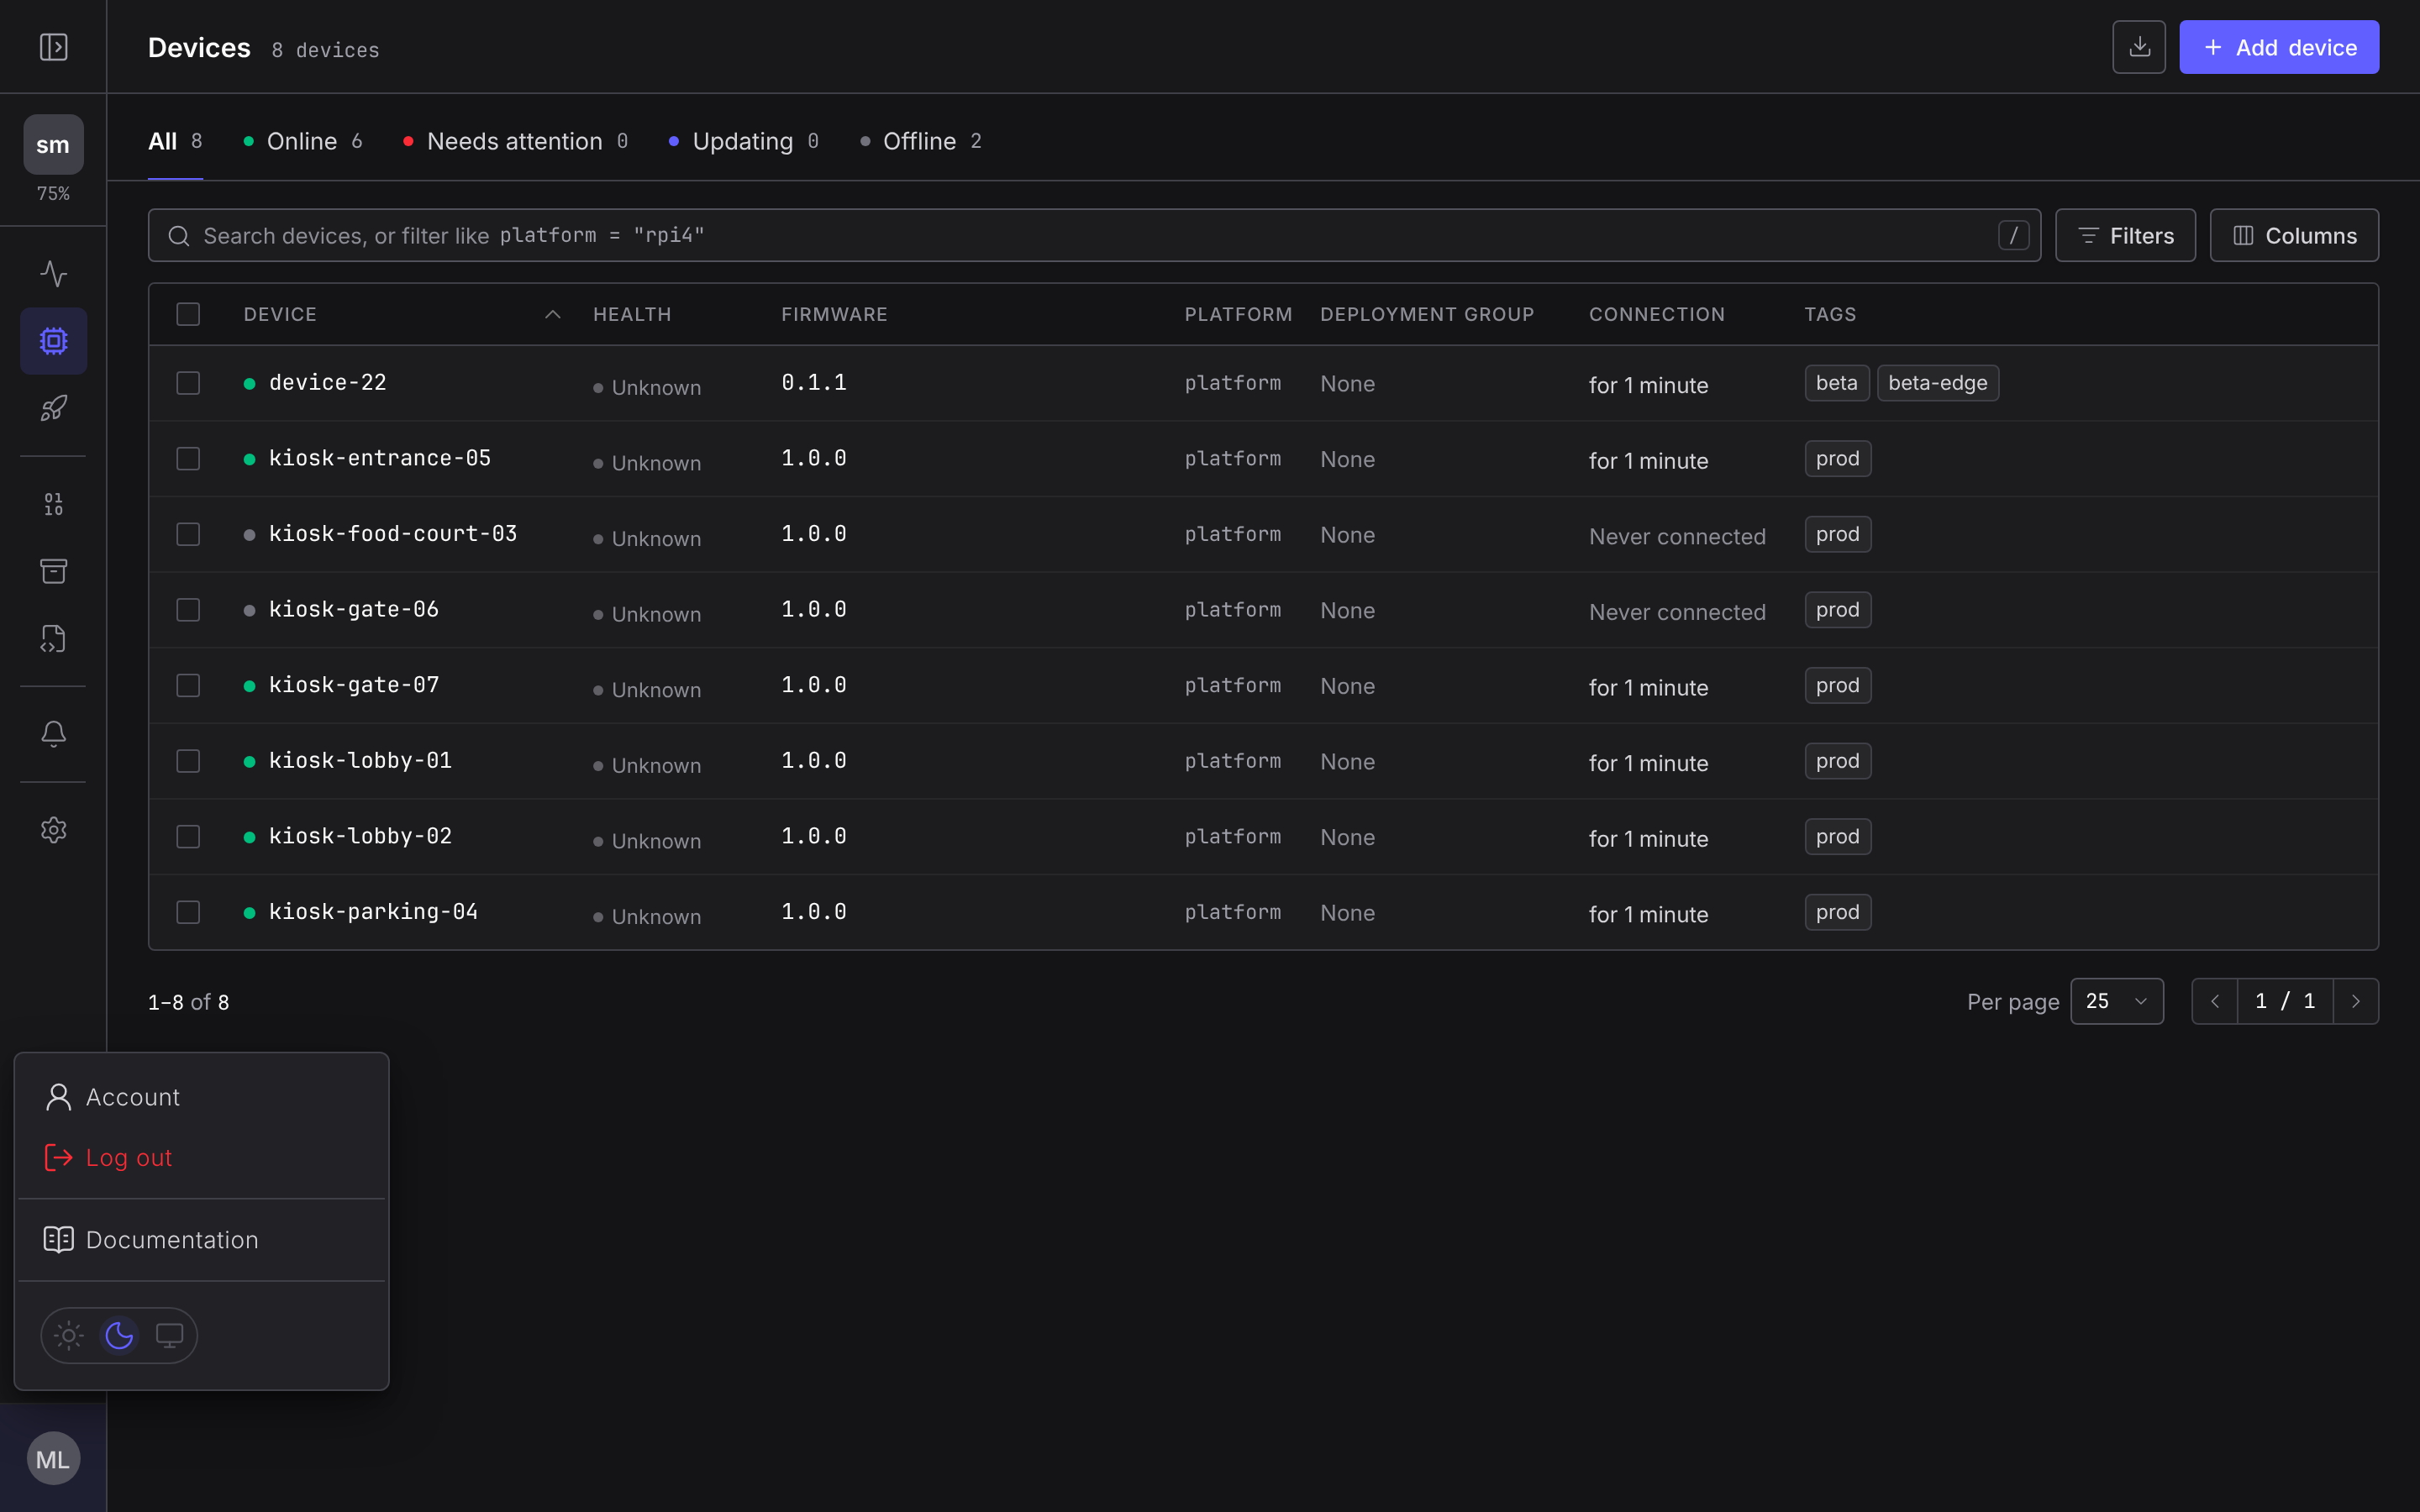 Devices 8 devices
Add device
sm
75%
All 8 Online 6 Needs attention 0 Updating 0 Offline 2
Search devices, or filter like platform = "rpi4" /
Filters
Columns
DEVICE HEALTH FIRMWARE PLATFORM DEPLOYMENT GROUP CONNECTION TAGS
device-22 Unknown 0.1.1 platform None for 1 minute beta beta-edge
kiosk-entrance-05 Unknown 1.0.0 platform None for 1 minute prod
kiosk-food-court-03 Unknown 1.0.0 platform None Never connected prod
kiosk-gate-06 Unknown 1.0.0 platform None Never connected prod
kiosk-gate-07 Unknown 1.0.0 platform None for 1 minute prod
kiosk-lobby-01 Unknown 1.0.0 platform None for 1 minute prod
kiosk-lobby-02 Unknown 1.0.0 platform None for 1 minute prod
kiosk-parking-04 Unknown 1.0.0 platform None for 1 minute prod
1–8 of 8
Per page 25 1 / 1
Account
Log out
Documentation
ML